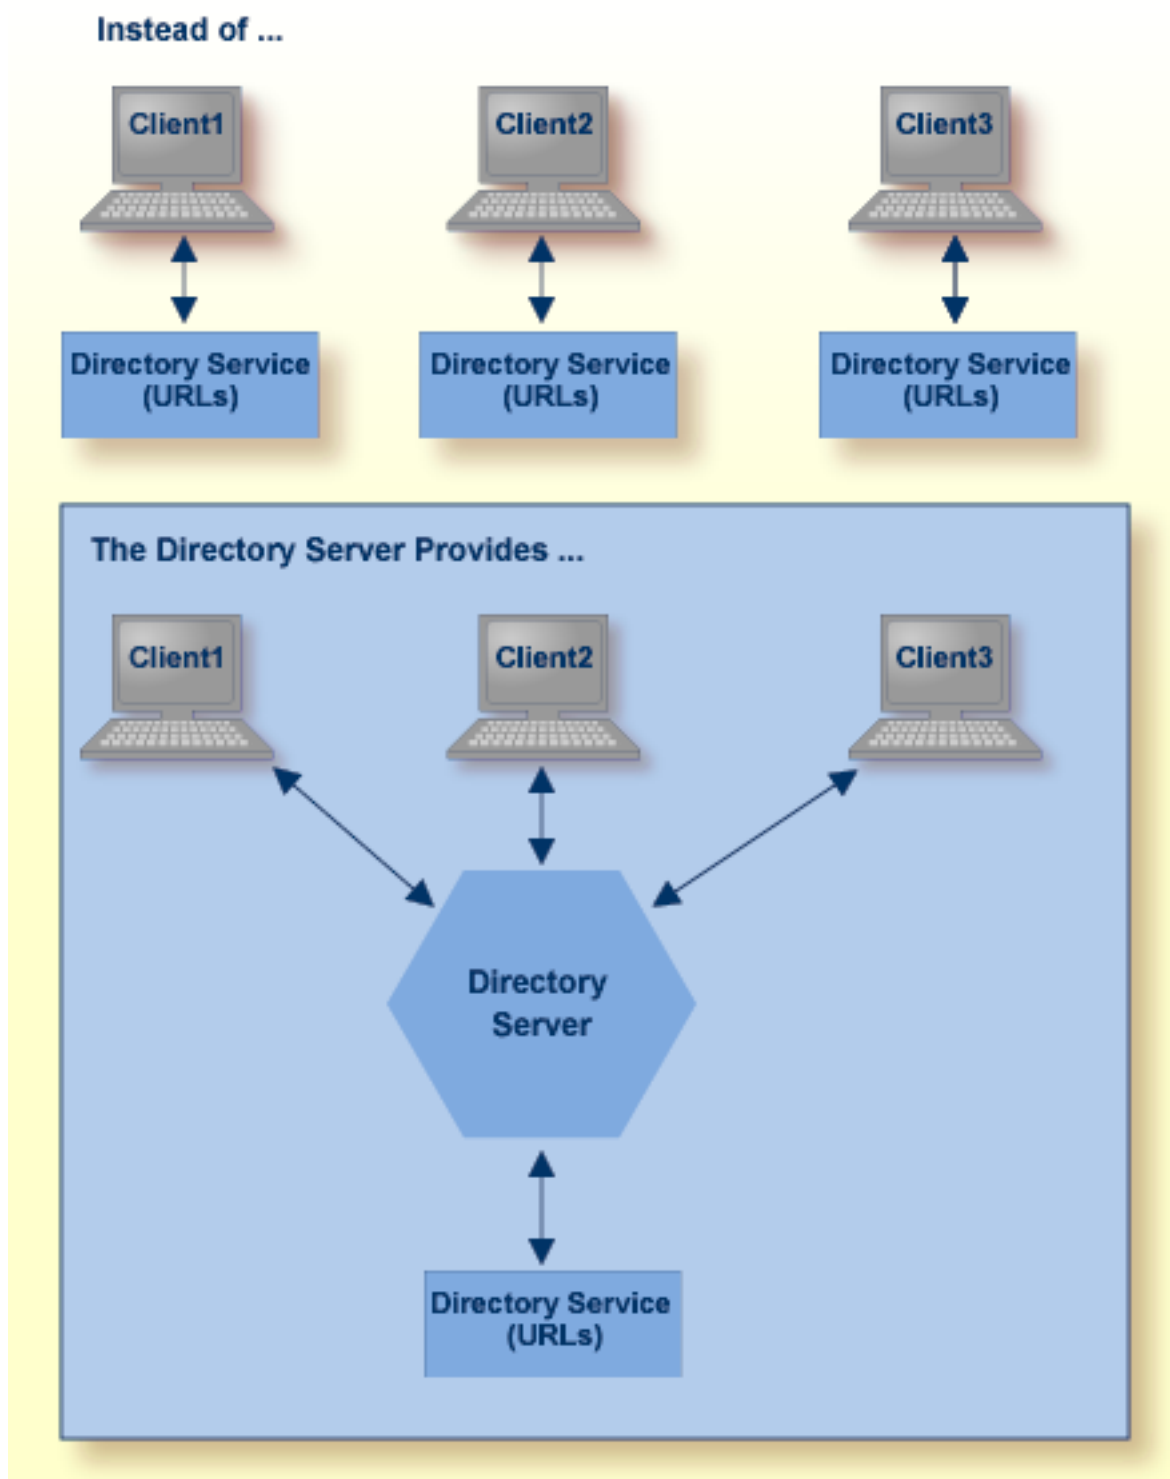 Instead of ...
Client1
Client2
Client3
Directory Service
(URLs)
Directory Service
(URLs)
Directory Service
(URLs)
The Directory Server Provides ...
Client1
Client2
Client3
Directory
Server
Directory Service
(URLs)